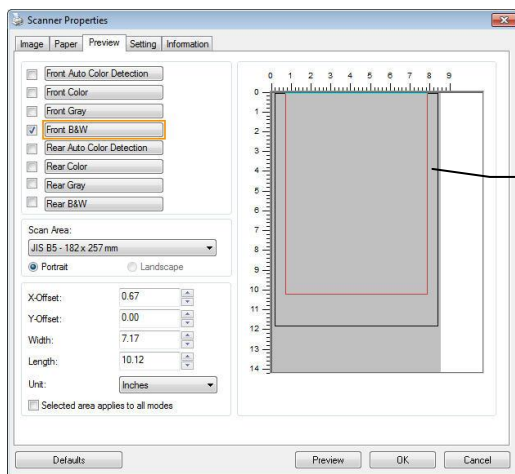 Scanner Properties
Image Paper Preview Setting Information
Front Auto Color Detection
Front Color
Front Gray
Front B&W
Rear Auto Color Detection
Rear Color
Rear Gray
Rear B&W
Scan Area:
JIS B5 - 182 x 257 mm
Portrait Landscape
X-Offset: 0.67
Y-Offset: 0.00
Width: 7.17
Length: 10.12
Unit: Inches
Selected area applies to all modes
0 1 2 3 4 5 6 7 8 9
0
1
2
3
4
5
6
7
8
9
10
11
12
13
14
Defaults Preview OK Cancel